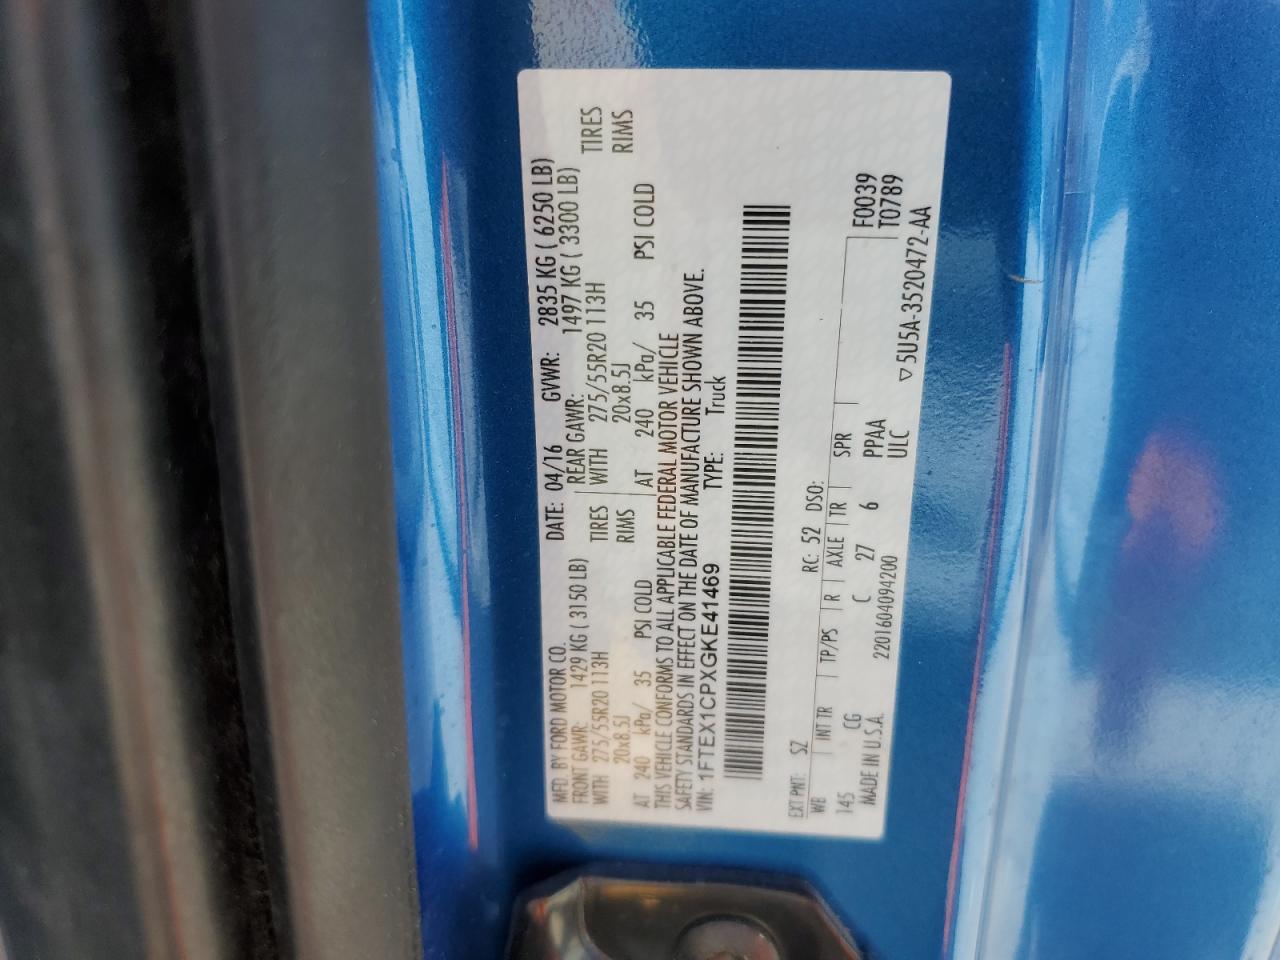 MFD. BY FORD MOTOR CO.
DATE: 04/16 GVWR: 2835 KG ( 6250 LB)
FRONT GAWR: 1429 KG ( 3150 LB) REAR GAWR: 1497 KG ( 3300 LB)
WITH 275/55R20 113H TIRES WITH 275/55R20 113H TIRES
20x8.5J RIMS 20x8.5J RIMS
AT 240 kPa/ 35 PSI COLD AT 240 kPa/ 35 PSI COLD
THIS VEHICLE CONFORMS TO ALL APPLICABLE FEDERAL MOTOR VEHICLE
SAFETY STANDARDS IN EFFECT ON THE DATE OF MANUFACTURE SHOWN ABOVE.
VIN: 1FTEX1CPXGKE41469 TYPE: Truck
EXT PNT: SZ RC: 52 DSO:
WB INT TR TP/PS R AXLE TR SPR
145 CG C 27 6 PPAA F0039
MADE IN U.S.A. 2201604094200 ULC T0789
▽5U5A-3520472-AA